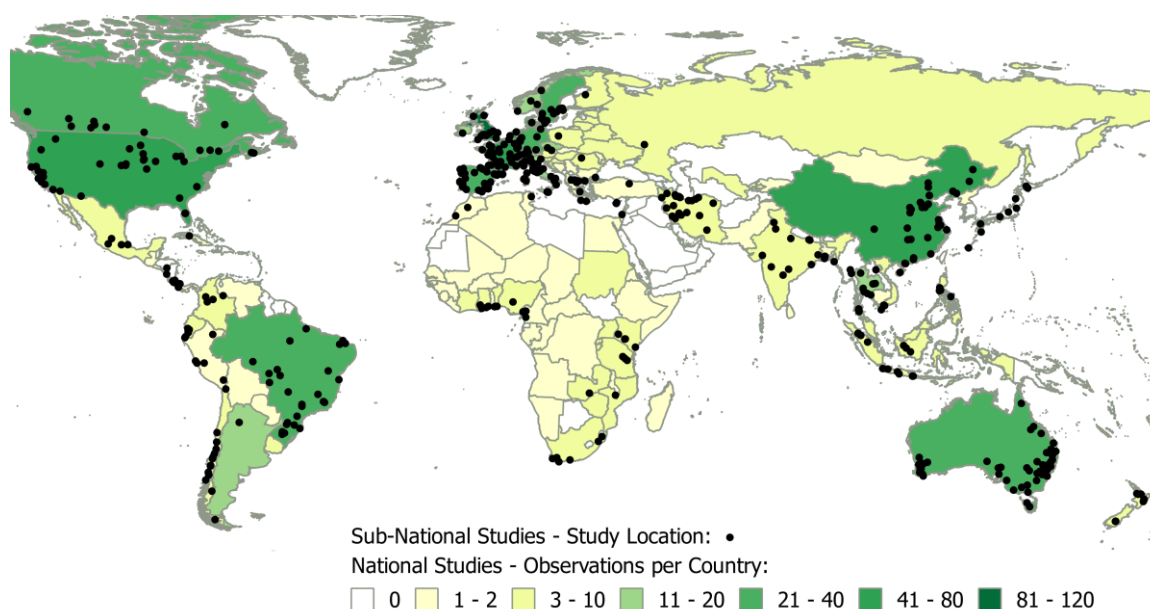 Sub-National Studies - Study Location:
National Studies - Observations per Country:
0 1 - 2 3 - 10 11 - 20 21 - 40 41 - 80 81 - 120